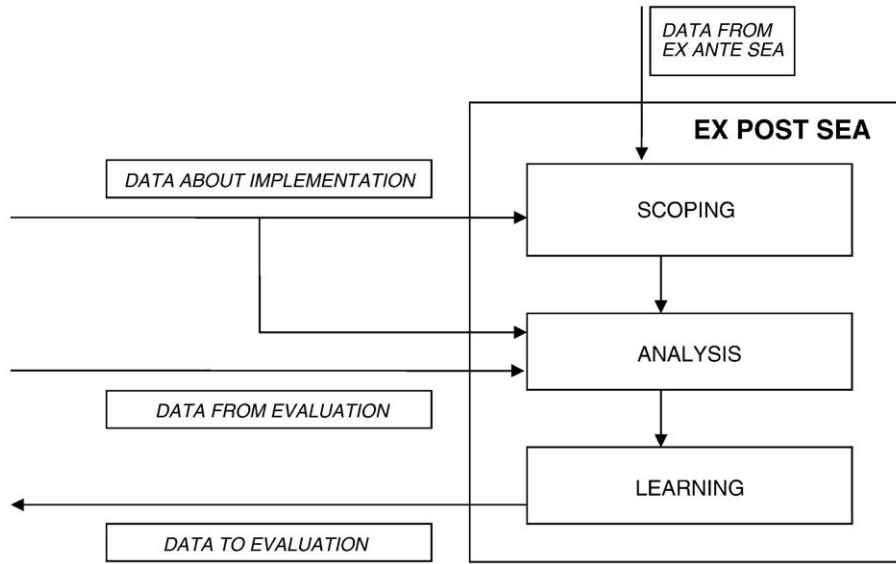 DATA FROM
EX ANTE SEA
EX POST SEA
DATA ABOUT IMPLEMENTATION
SCOPING
ANALYSIS
DATA FROM EVALUATION
LEARNING
DATA TO EVALUATION